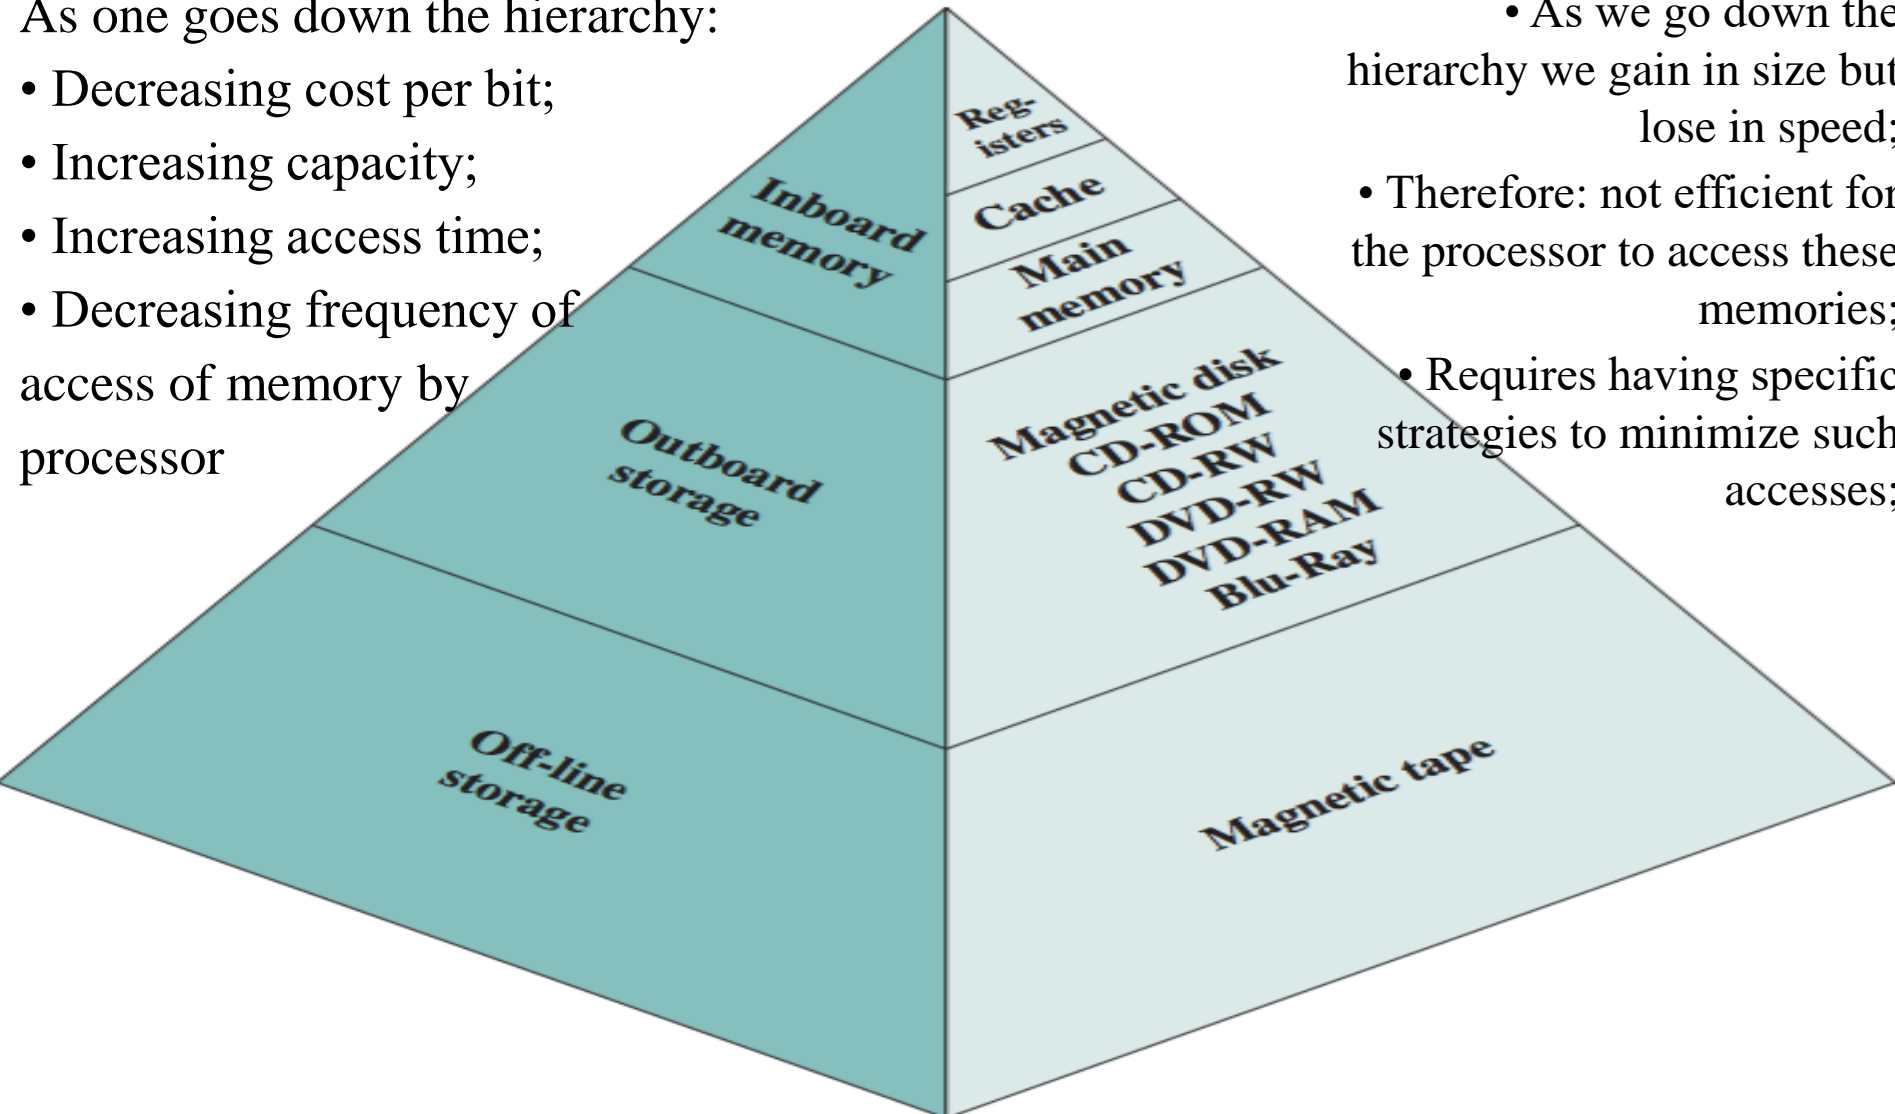 As one goes down the hierarchy:
• Decreasing cost per bit;
• Increasing capacity;
• Increasing access time;
• Decreasing frequency of
access of memory by
processor
• As we go down the
hierarchy we gain in size but
lose in speed;
• Therefore: not efficient for
the processor to access these
memories;
• Requires having specific
strategies to minimize such
accesses;
Inboard
memory
Reg-
isters
Cache
Main
memory
Outboard
storage
Magnetic disk
CD-ROM
CD-RW
DVD-RW
DVD-RAM
Blu-Ray
Off-line
storage
Magnetic tape